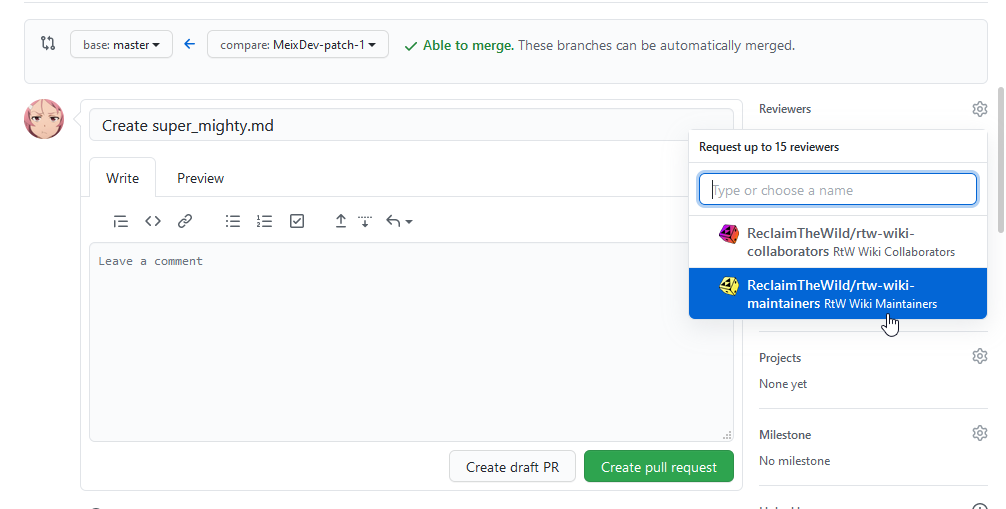 base: master
compare: MeixDev-patch-1
Able to merge. These branches can be automatically merged.
Create super_mighty.md
Write
Preview
Leave a comment
Create draft PR
Create pull request
Reviewers
Request up to 15 reviewers
Type or choose a name
ReclaimTheWild/rtw-wiki-
collaborators RtW Wiki Collaborators
ReclaimTheWild/rtw-wiki-
maintainers RtW Wiki Maintainers
Projects
None yet
Milestone
No milestone